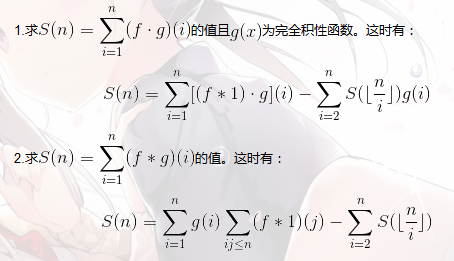 1.求$S(n)=\sum_{i=1}^{n}(f\cdot g)(i)$的值且$g(x)$为完全积性函数。这时有：
$S(n)=\sum_{i=1}^{n}[(f*1)\cdot g](i)-\sum_{i=2}^{n}S(\lfloor\frac{n}{i}\rfloor)g(i)$
2.求$S(n)=\sum_{i=1}^{n}(f*g)(i)$的值。这时有：
$S(n)=\sum_{i=1}^{n}g(i)\sum_{ij\leq n}(f*1)(j)-\sum_{i=2}^{n}S(\lfloor\frac{n}{i}\rfloor)$